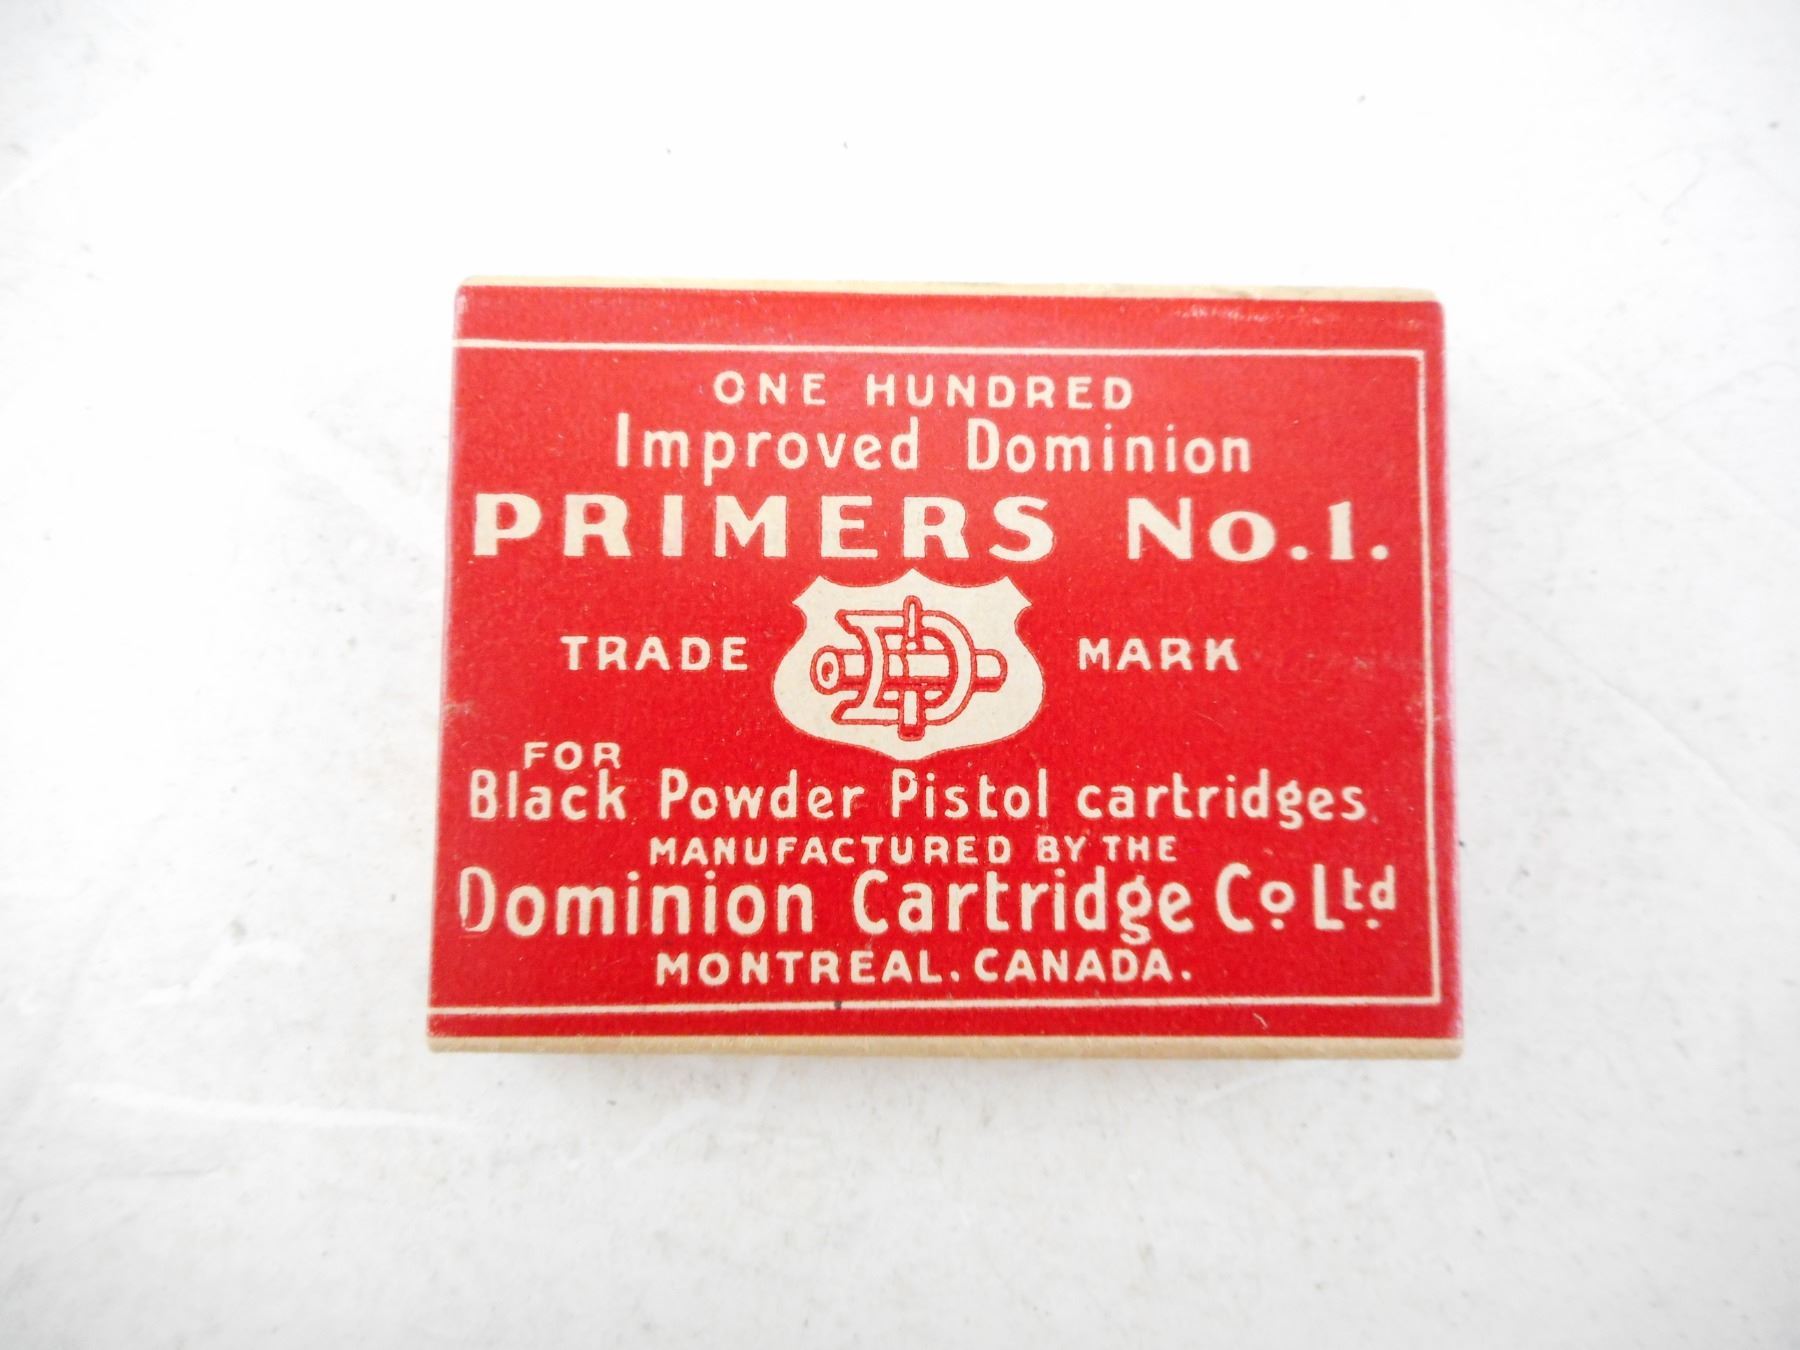 ONE HUNDRED
Improved Dominion
PRIMERS No. 1.
TRADE MARK
FOR
Black Powder Pistol cartridges
MANUFACTURED BY THE
Dominion Cartridge Co Ltd
MONTREAL. CANADA.